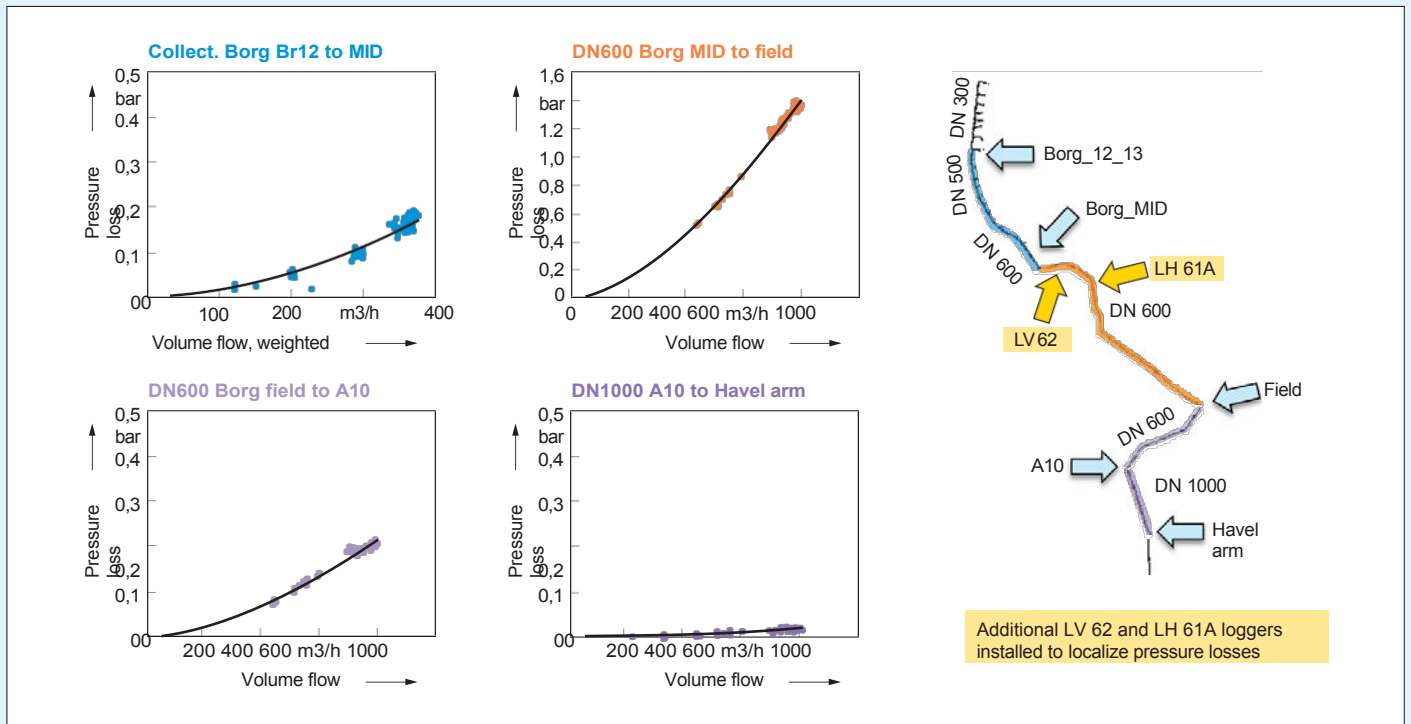 Collect. Borg Br12 to MID
0,5
bar
0.4
0,3
0,2
0,1
00
Pressure
loss
100
200
m3/h
400
Volume flow, weighted
DN600 Borg MID to field
1,6
bar
1.2
1,0
0,8
0,6
0,4
0,2
0
Pressure
loss
0
200 400 600 m3/h 1000
Volume flow
DN600 Borg field to A10
0,5
bar
0,4
0,3
0,2
0,1
00
Pressure
loss
200 400 600 m3/h 1000
Volume flow
DN1000 A10 to Havel arm
0,5
bar
0,4
0,3
0,2
0,1
00
Pressure
loss
200 400 600 m3/h 1000
Volume flow
DN 300
Borg_12_13
DN 500
Borg_MID
DN 600
LH 61A
DN 600
LV 62
Field
DN 600
A10
DN 1000
Havel
arm
Additional LV 62 and LH 61A loggers
installed to localize pressure losses